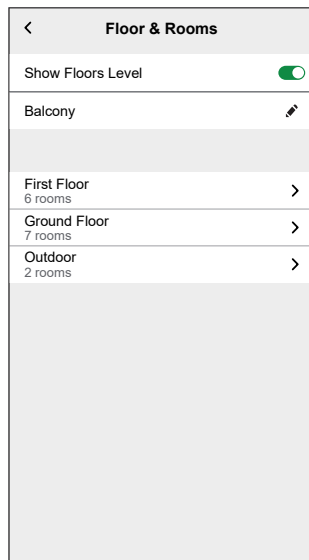 Floor & Rooms
Show Floors Level
Balcony
First Floor
6 rooms
Ground Floor
7 rooms
Outdoor
2 rooms